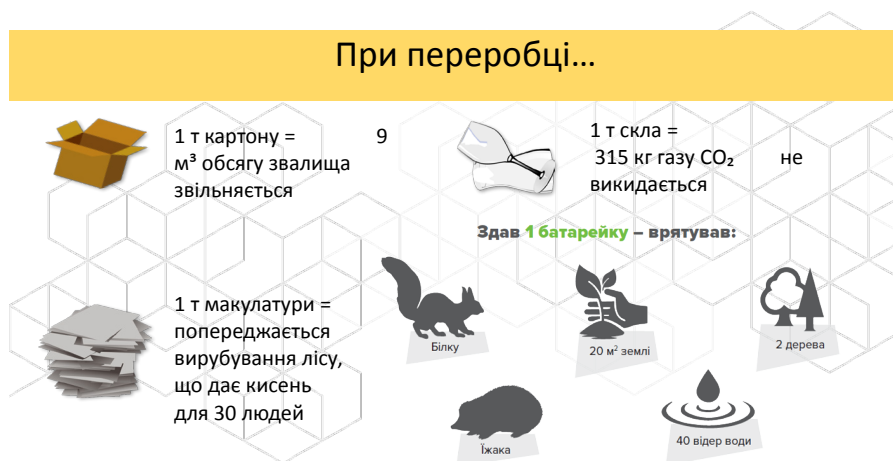 При переробці...
1 т картону = 9
м³ обсягу звалища
звільняється
1 т скла =
315 кг газу CO₂ не
викидається
Здав 1 батарейку – врятував:
1 т макулатури =
попереджається
вирубування лісу,
що дає кисень
для 30 людей
Білку
20 м² землі
2 дерева
Їжака
40 відер води